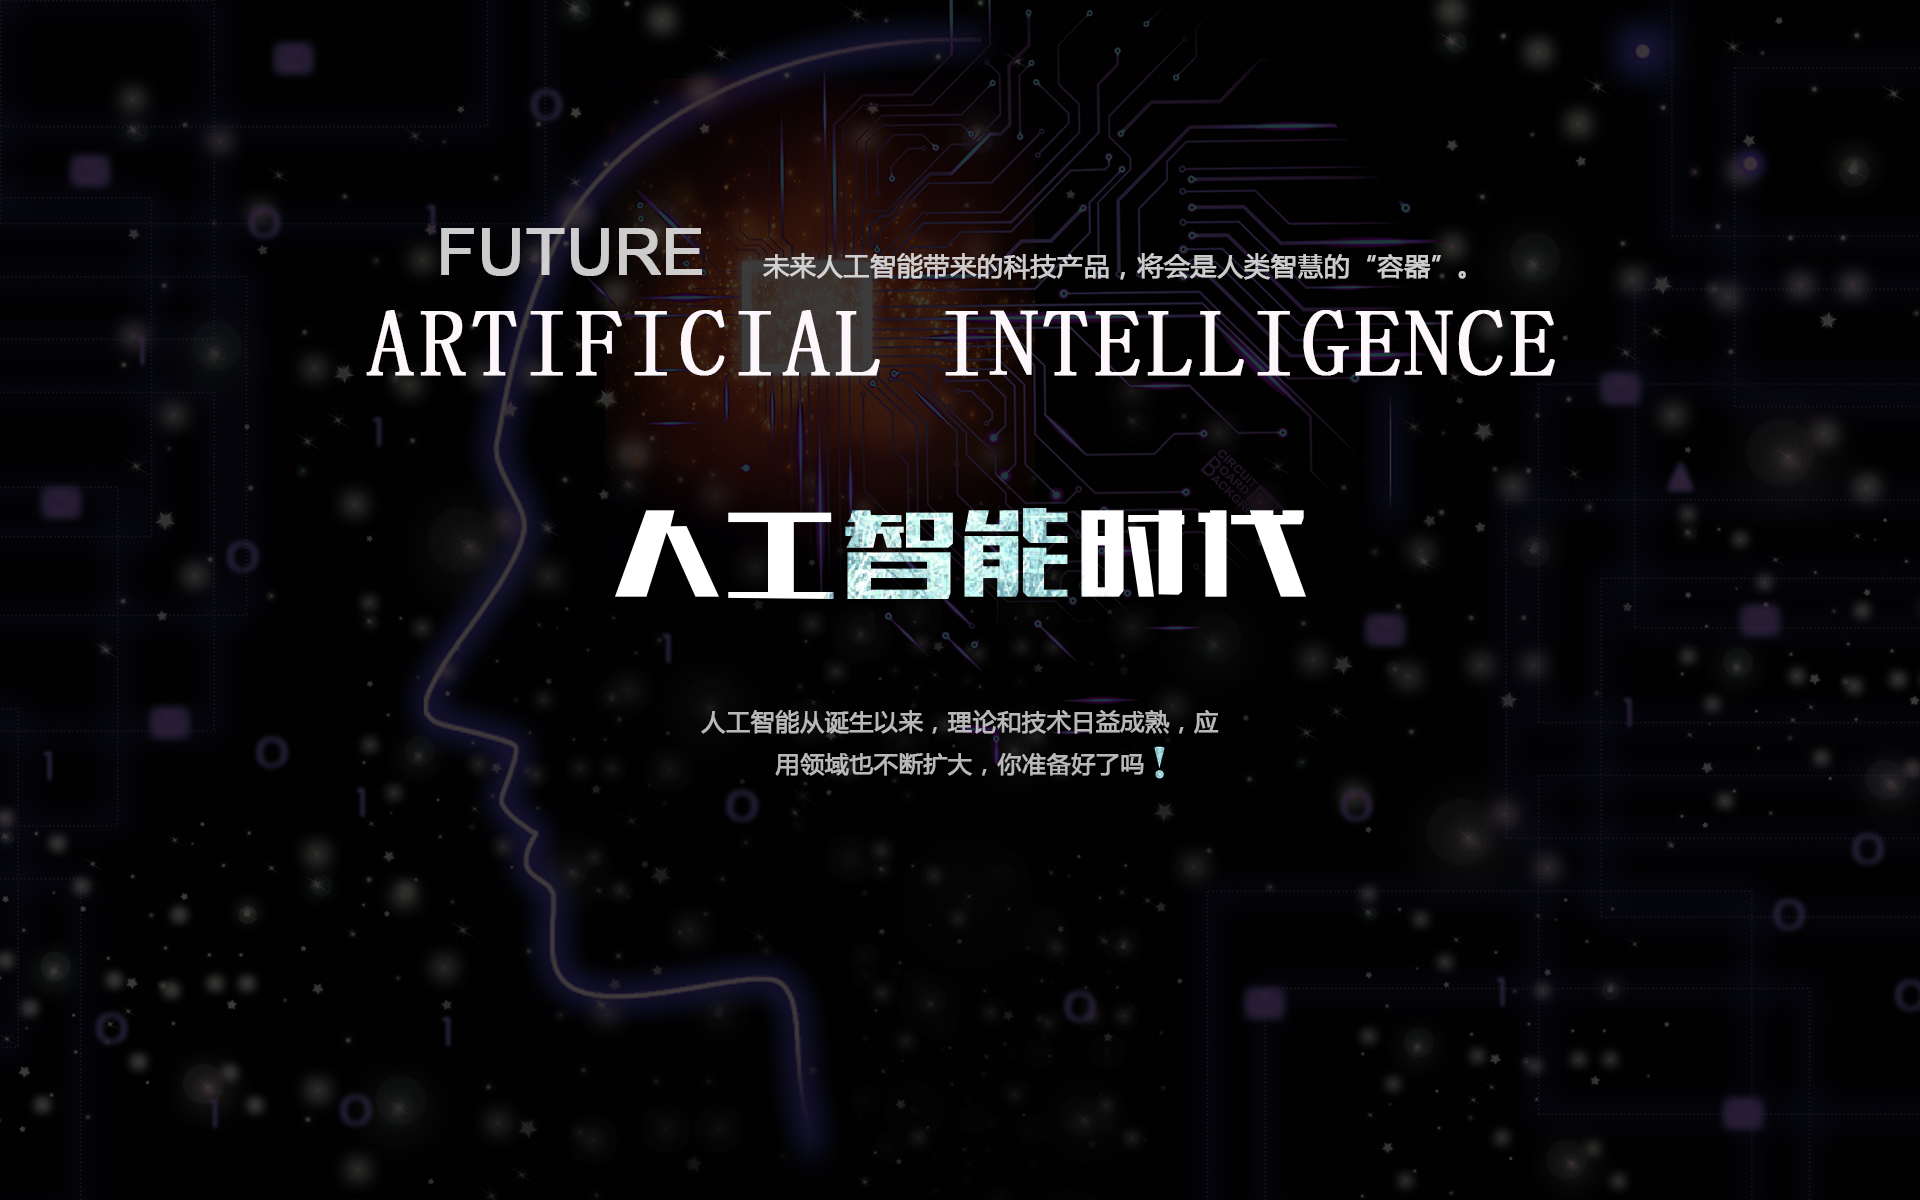 FUTURE
未来人工智能带来的科技产品，将会是人类智慧的“容器”。
ARTIFICIAL INTELLIGENCE
CIRCUIT
BOARD
人工智能时代
人工智能从诞生以来，理论和技术日益成熟，应
用领域也不断扩大，你准备好了吗！